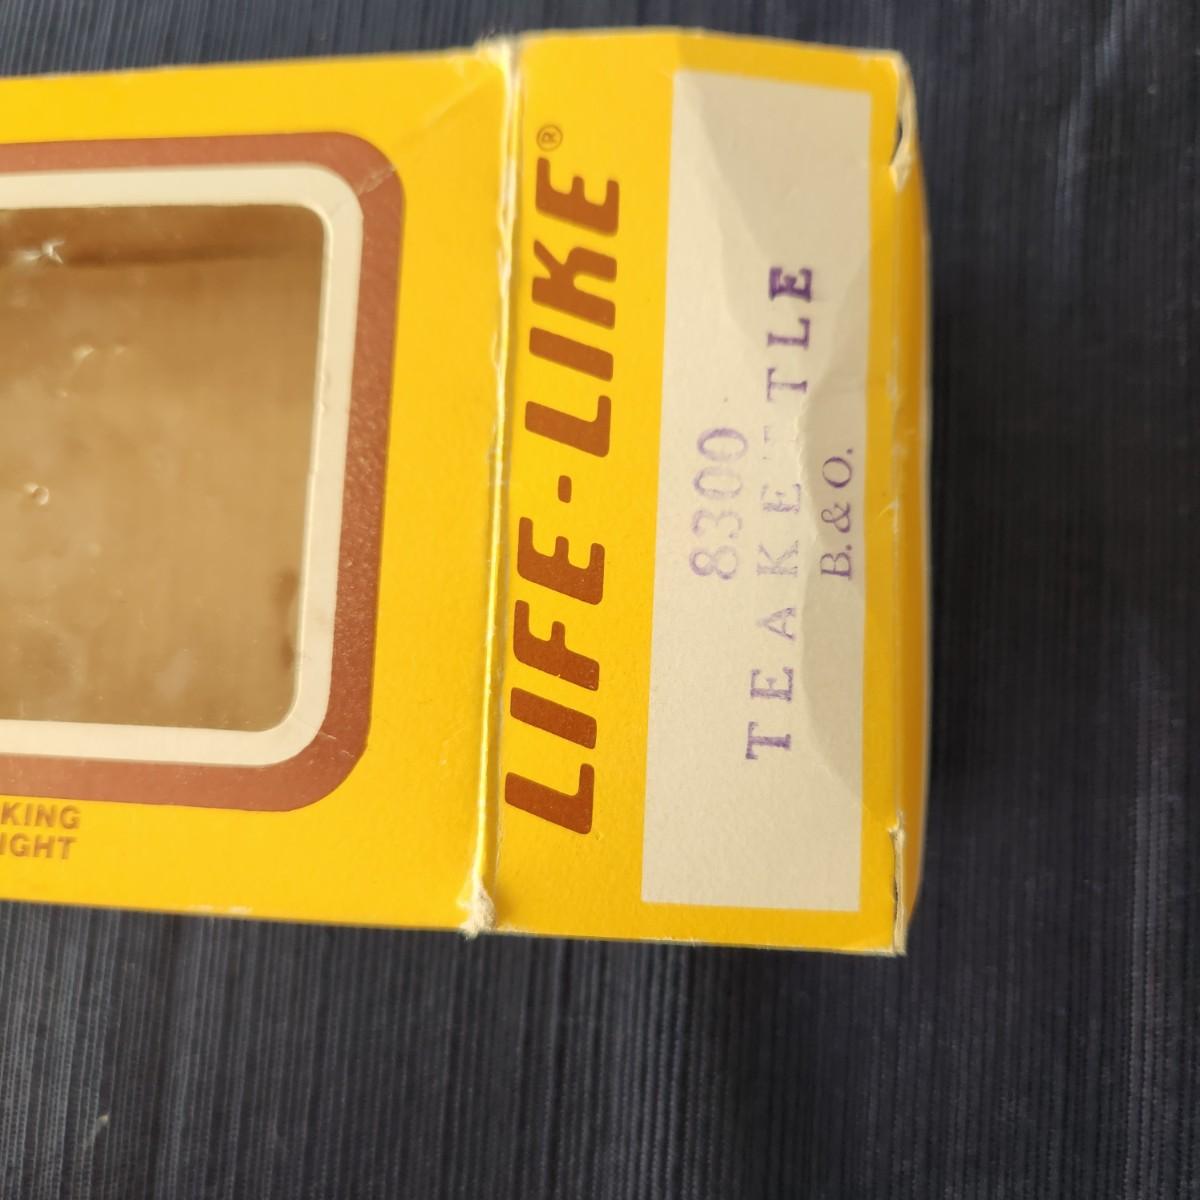 LIFE-LIKE®
8300
TEAKETTLE
B. & O.
KING
IGHT